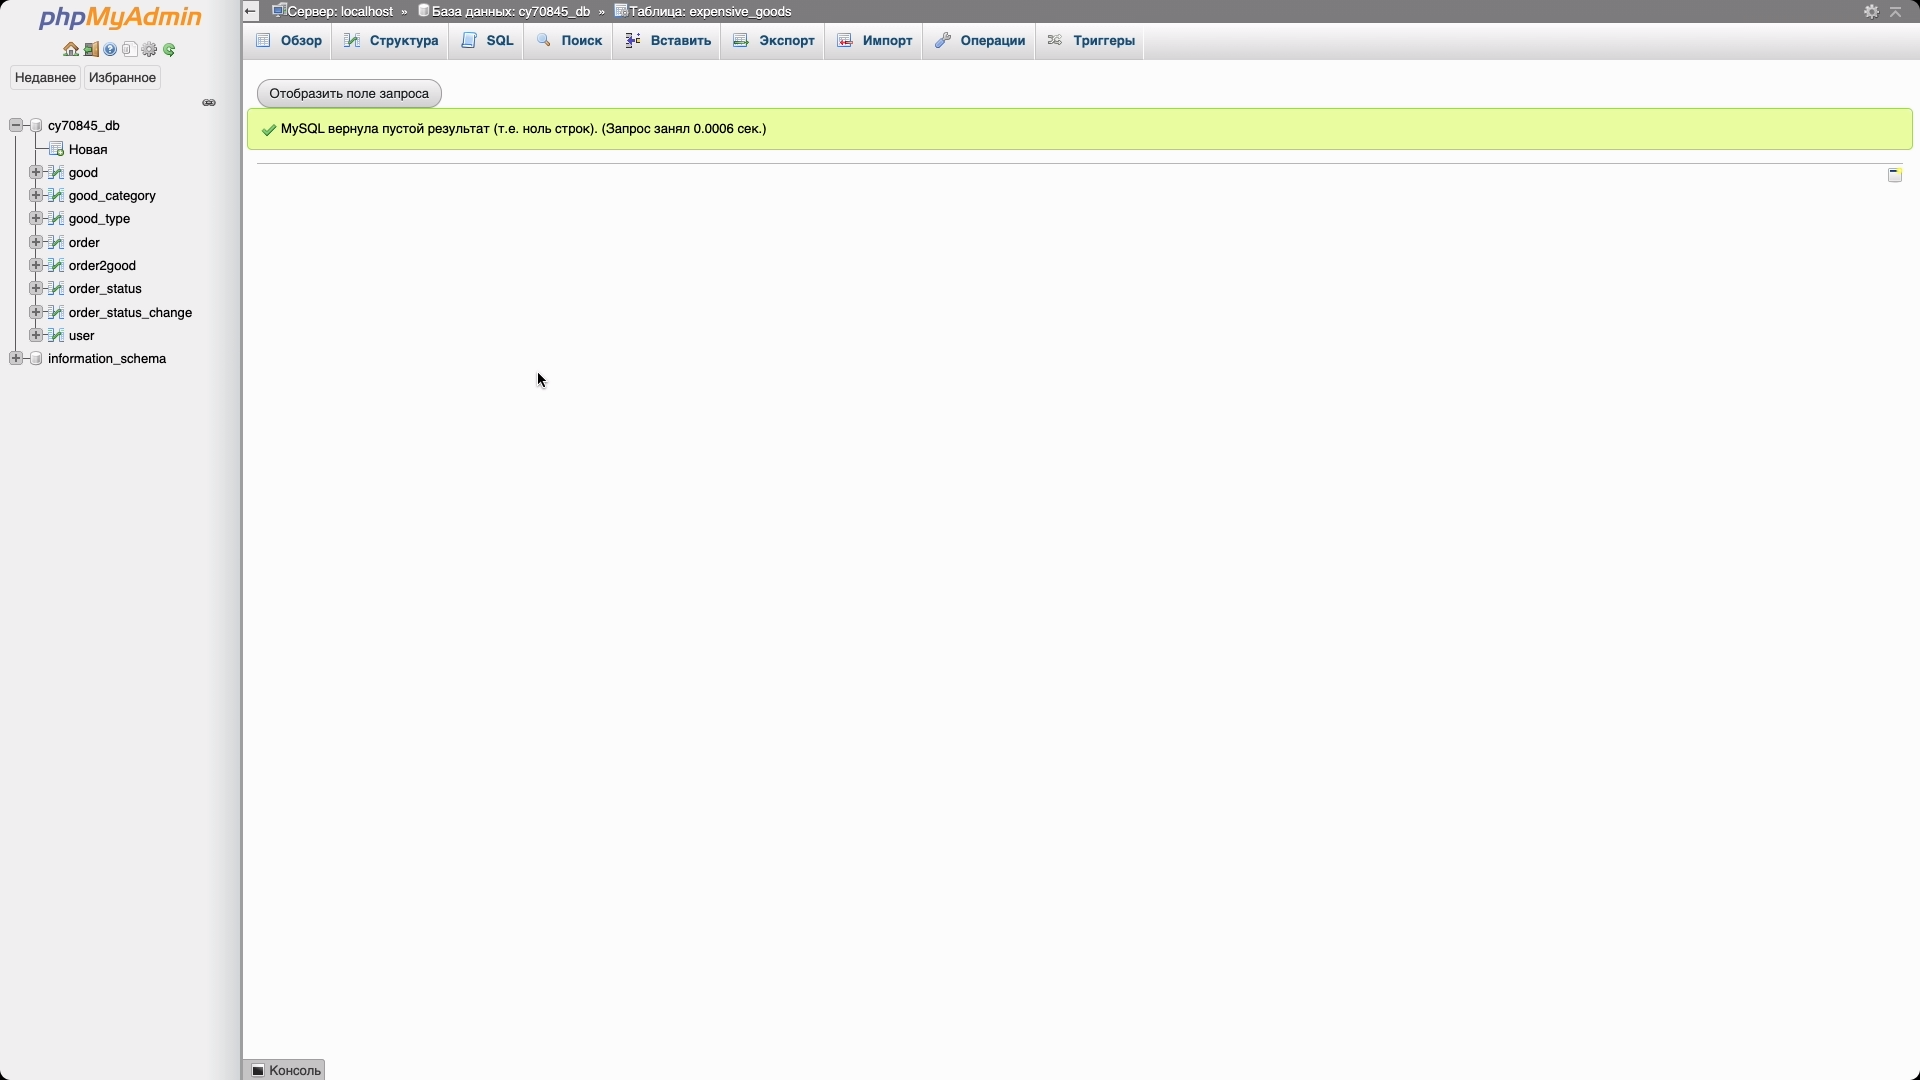 phpMyAdmin
Недавнее Избранное
cy70845_db
Новая
good
good_category
good_type
order
order2good
order_status
order_status_change
user
information_schema
Сервер: localhost » База данных: cy70845_db » Таблица: expensive_goods
Обзор Структура SQL Поиск Вставить Экспорт Импорт Операции Триггеры
Отобразить поле запроса
MySQL вернула пустой результат (т.е. ноль строк). (Запрос занял 0.0006 сек.)
Консоль